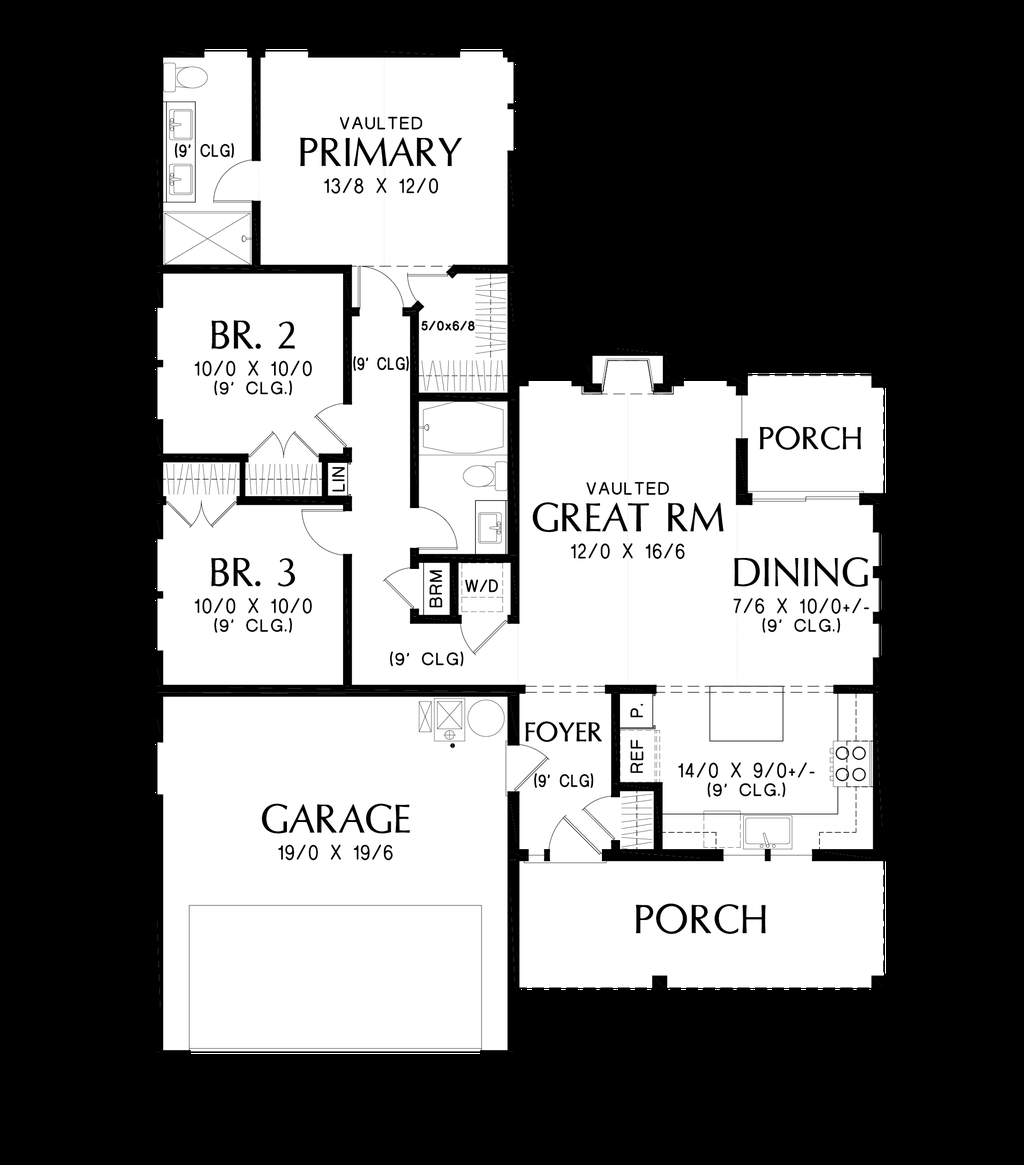 VAULTED
PRIMARY
13/8 X 12/0
(9' CLG)
BR. 2
10/0 X 10/0
(9' CLG.)
(9' CLG)
5/0x6/8
LIN
PORCH
VAULTED
GREAT RM
12/0 X 16/6
DINING
7/6 X 10/0+/-
(9' CLG.)
BR. 3
10/0 X 10/0
(9' CLG.)
BRM
W/D
(9' CLG)
FOYER
(9' CLG)
P.
REF
14/0 X 9/0+/-
(9' CLG.)
GARAGE
19/0 X 19/6
PORCH